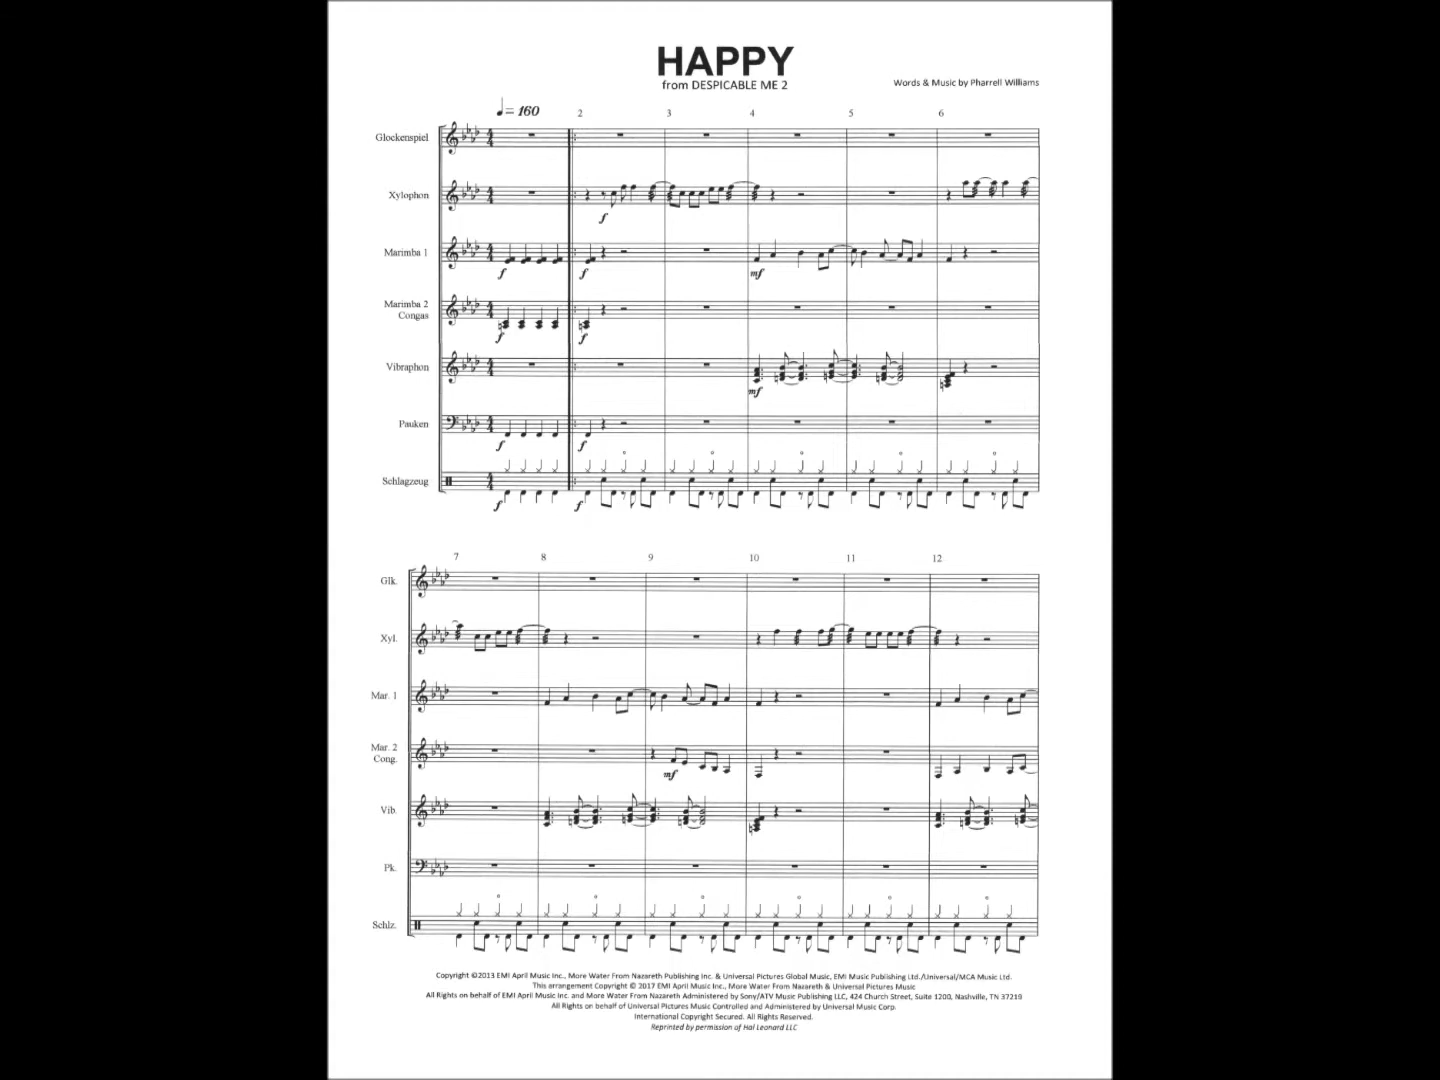 HAPPY
from DESPICABLE ME 2
Words & Music by Pharrell Williams
= 160
2 3 4 5 6
Glockenspiel
Xylophon
f
Marimba 1
f f mf
Marimba 2
Congas
f f
Vibraphon
mf
Pauken
f f
Schlagzeug
f f
7 8 9 10 11 12
Glk.
Xyl.
Mar. 1
Mar. 2
Cong.
mf
Vib.
Pk.
Schlz.
Copyright ©2013 EMI April Music Inc., More Water From Nazareth Publishing Inc. & Universal Pictures Global Music, EMI Music Publishing Ltd./Universal/MCA Music Ltd.
This arrangement Copyright © 2017 EMI April Music Inc., More Water From Nazareth & Universal Pictures Music
All Rights on behalf of EMI April Music Inc. and More Water From Nazareth Administered by Sony/ATV Music Publishing LLC, 424 Church Street, Suite 1200, Nashville, TN 37219
All Rights on behalf of Universal Pictures Music Controlled and Administered by Universal Music Corp.
International Copyright Secured. All Rights Reserved.
Reprinted by permission of Hal Leonard LLC